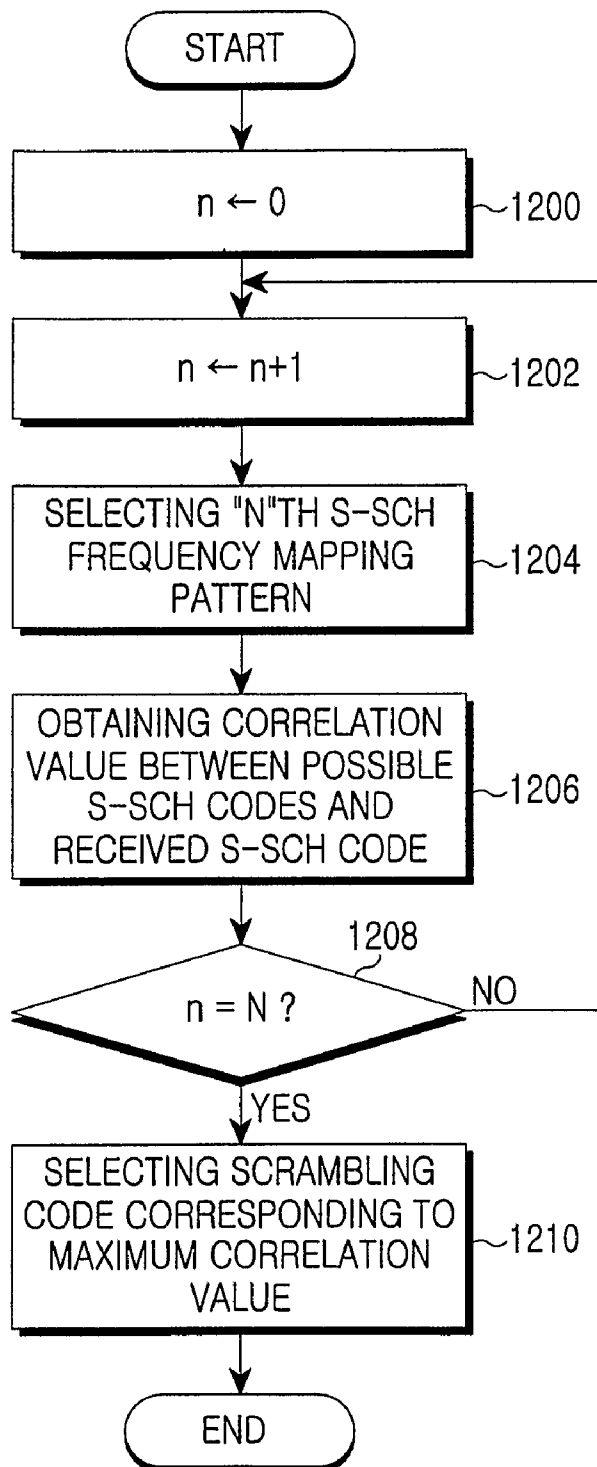 START
n ← 0
1200
n ← n+1
1202
SELECTING "N"TH S-SCH
FREQUENCY MAPPING
PATTERN
1204
OBTAINING CORRELATION
VALUE BETWEEN POSSIBLE
S-SCH CODES AND
RECEIVED S-SCH CODE
1206
1208
n = N ?
NO
YES
SELECTING SCRAMBLING
CODE CORRESPONDING TO
MAXIMUM CORRELATION
VALUE
1210
END